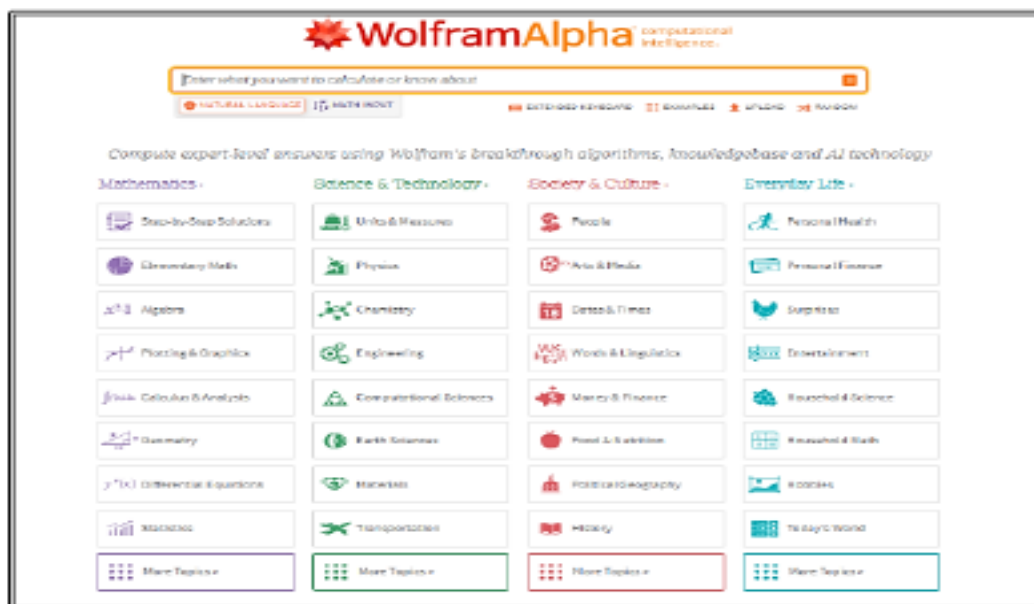 WolframAlpha computational intelligence.
Enter what you want to calculate or know about
NATURAL LANGUAGE MATH INPUT EXTENDED KEYBOARD EXAMPLES UPLOAD RANDOM
Compute expert-level answers using Wolfram's breakthrough algorithms, knowledgebase and AI technology
Mathematics › Science & Technology › Society & Culture › Everyday Life ›
Step-by-Step Solutions Units & Measures People Personal Health
Elementary Math Physics Arts & Media Personal Finance
Algebra Chemistry Dates & Times Surprises
Plotting & Graphics Engineering Words & Linguistics Entertainment
Calculus & Analysis Computational Sciences Money & Finance Household Science
Geometry Earth Sciences Food & Nutrition Household Math
Differential Equations Materials Political Geography Hobbies
Statistics Transportation History Today's World
More Topics » More Topics » More Topics » More Topics »